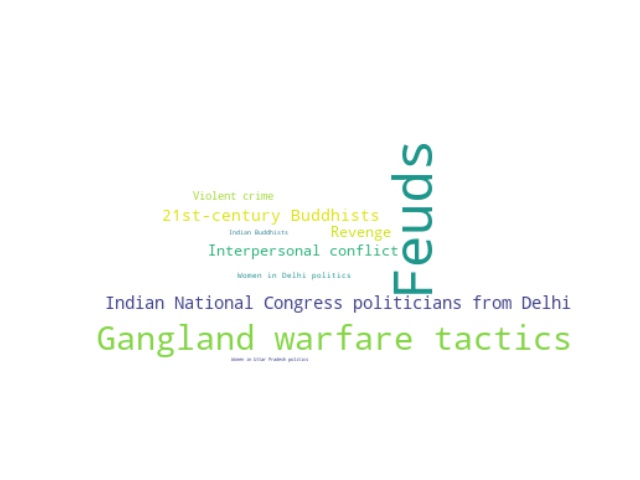 Feuds
Violent crime
21st-century Buddhists
Indian Buddhists
Revenge
Interpersonal conflict
Women in Delhi politics
Indian National Congress politicians from Delhi
Gangland warfare tactics
Women in Uttar Pradesh politics